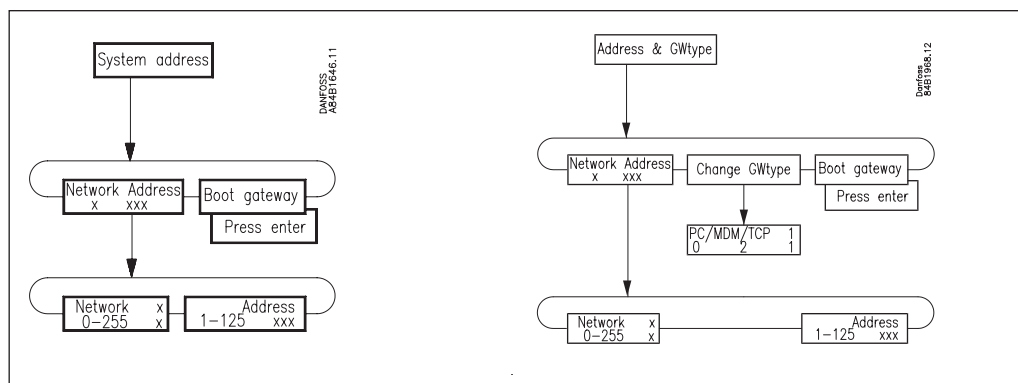 System address
DANFOSS
A84B1646.11
Network Address
x xxx
Boot gateway
Press enter
Network x
0-255 x
Address
1-125 xxx
Address & GWtype
Danfoss
84B1968.12
Network Address
x xxx
Change GWtype
Boot gateway
Press enter
PC/MDM/TCP 1
0 2 1
Network x
0-255 x
Address
1-125 xxx